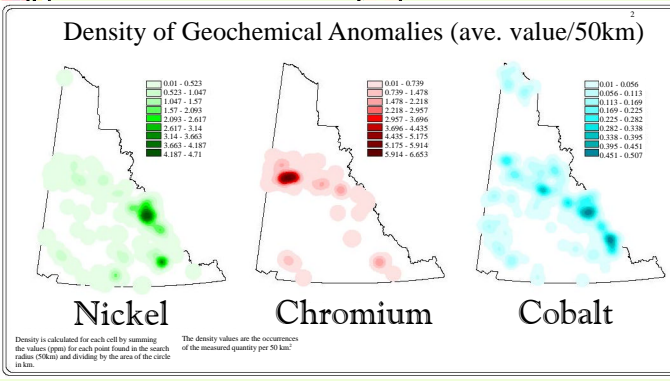 Density of Geochemical Anomalies (ave. value/50km²)
0.01 - 0.523
0.523 - 1.047
1.047 - 1.57
1.57 - 2.093
2.093 - 2.617
2.617 - 3.14
3.14 - 3.663
3.663 - 4.187
4.187 - 4.71
0.01 - 0.739
0.739 - 1.478
1.478 - 2.218
2.218 - 2.957
2.957 - 3.696
3.696 - 4.435
4.435 - 5.175
5.175 - 5.914
5.914 - 6.653
0.01 - 0.056
0.056 - 0.113
0.113 - 0.169
0.169 - 0.225
0.225 - 0.282
0.282 - 0.338
0.338 - 0.395
0.395 - 0.451
0.451 - 0.507
Nickel
Chromium
Cobalt
Density is calculated for each cell by summing
the values (ppm) for each point found in the search
radius (50km) and dividing by the area of the circle
in km.
The density values are the occurrences
of the measured quantity per 50 km²